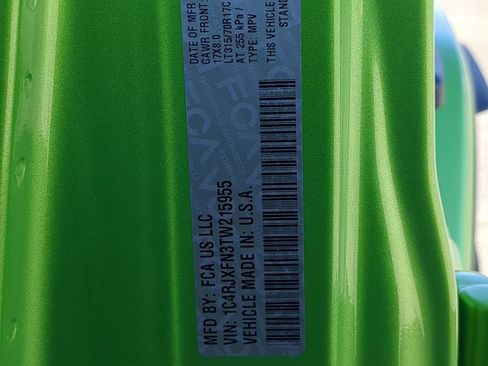 DATE OF MFR
GAWR FRONT:
17X8.0
LT315/70R17C
AT 255 kPa /
TYPE: MPV
THIS VEHICLE
STAND
MFD BY: FCA US LLC
VIN: 1C4RJXFN3TW215955
VEHICLE MADE IN: U.S.A.
FCA